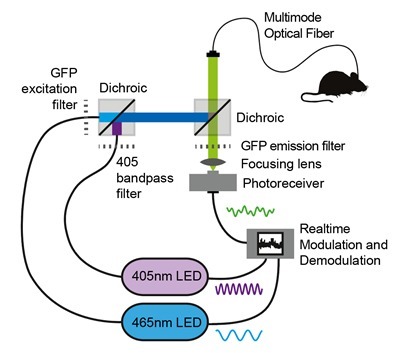 Multimode
Optical Fiber
GFP
excitation
filter
Dichroic
Dichroic
GFP emission filter
405
bandpass
filter
Focusing lens
Photoreceiver
Realtime
Modulation and
Demodulation
405nm LED
465nm LED